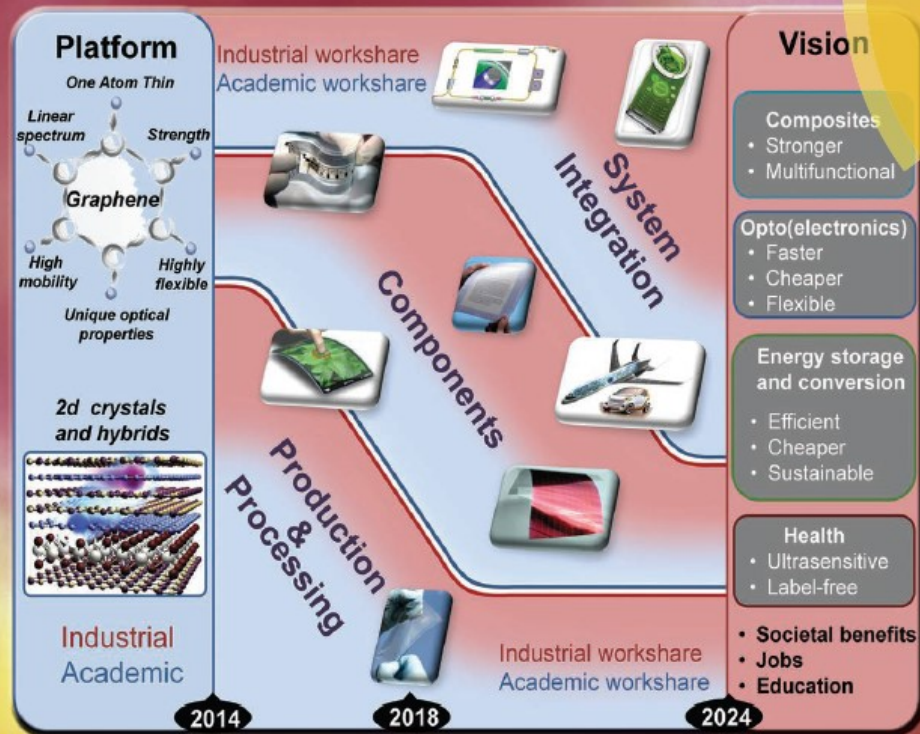 Platform
One Atom Thin
Linear
spectrum
Strength
Graphene
High
mobility
Highly
flexible
Unique optical
properties
2d crystals
and hybrids
Industrial
Academic
Industrial workshare
Academic workshare
System
Integration
Components
Production
&
Processing
Industrial workshare
Academic workshare
2014
2018
2024
Vision
Composites
• Stronger
• Multifunctional
Opto(electronics)
• Faster
• Cheaper
• Flexible
Energy storage
and conversion
• Efficient
• Cheaper
• Sustainable
Health
• Ultrasensitive
• Label-free
• Societal benefits
• Jobs
• Education